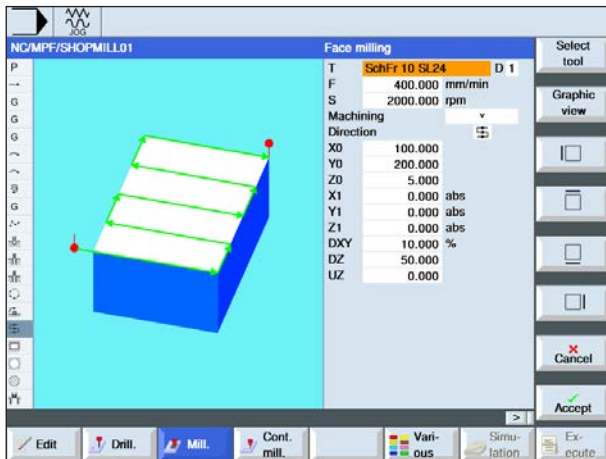 JOG
NC/MPF/SHOPMILL01
Face milling
Select tool
P
G
G
G
G
T SchFr 10 SL24 D 1
F 400.000 mm/min
S 2000.000 rpm
Machining v
Direction
X0 100.000
Y0 200.000
Z0 5.000
X1 0.000 abs
Y1 0.000 abs
Z1 0.000 abs
DXY 10.000 %
DZ 50.000
UZ 0.000
Graphic view
Cancel
Accept
>
Edit
Drill.
Mill.
Cont. mill.
Vari-ous
Simu-lation
Ex-ecute